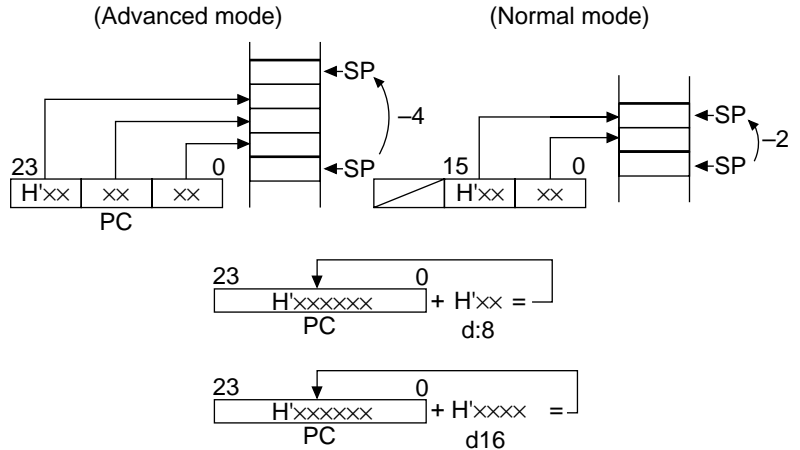 (Advanced mode) (Normal mode)
SP SP
–4 –2
SP SP
23 0 15 0
H'×× ×× ×× H'×× ××
PC
23 0
H'×××××× + H'×× =
PC d:8
23 0
H'×××××× + H'×××× =
PC d16